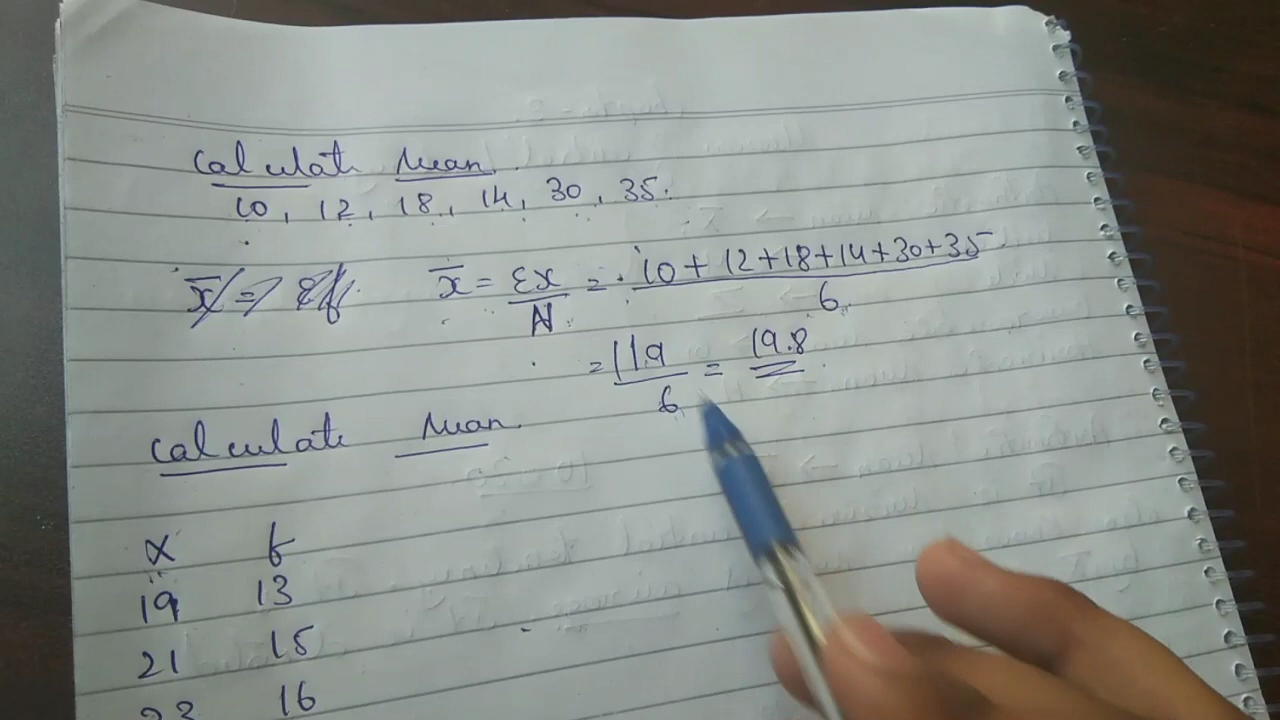 Calculate Mean
10, 12, 18, 14, 30, 35.
x̄ = Σx/N = 10+12+18+14+30+35/6
= 119/6 = 19.8
Calculate Mean
x f
19 13
21 15
23 16